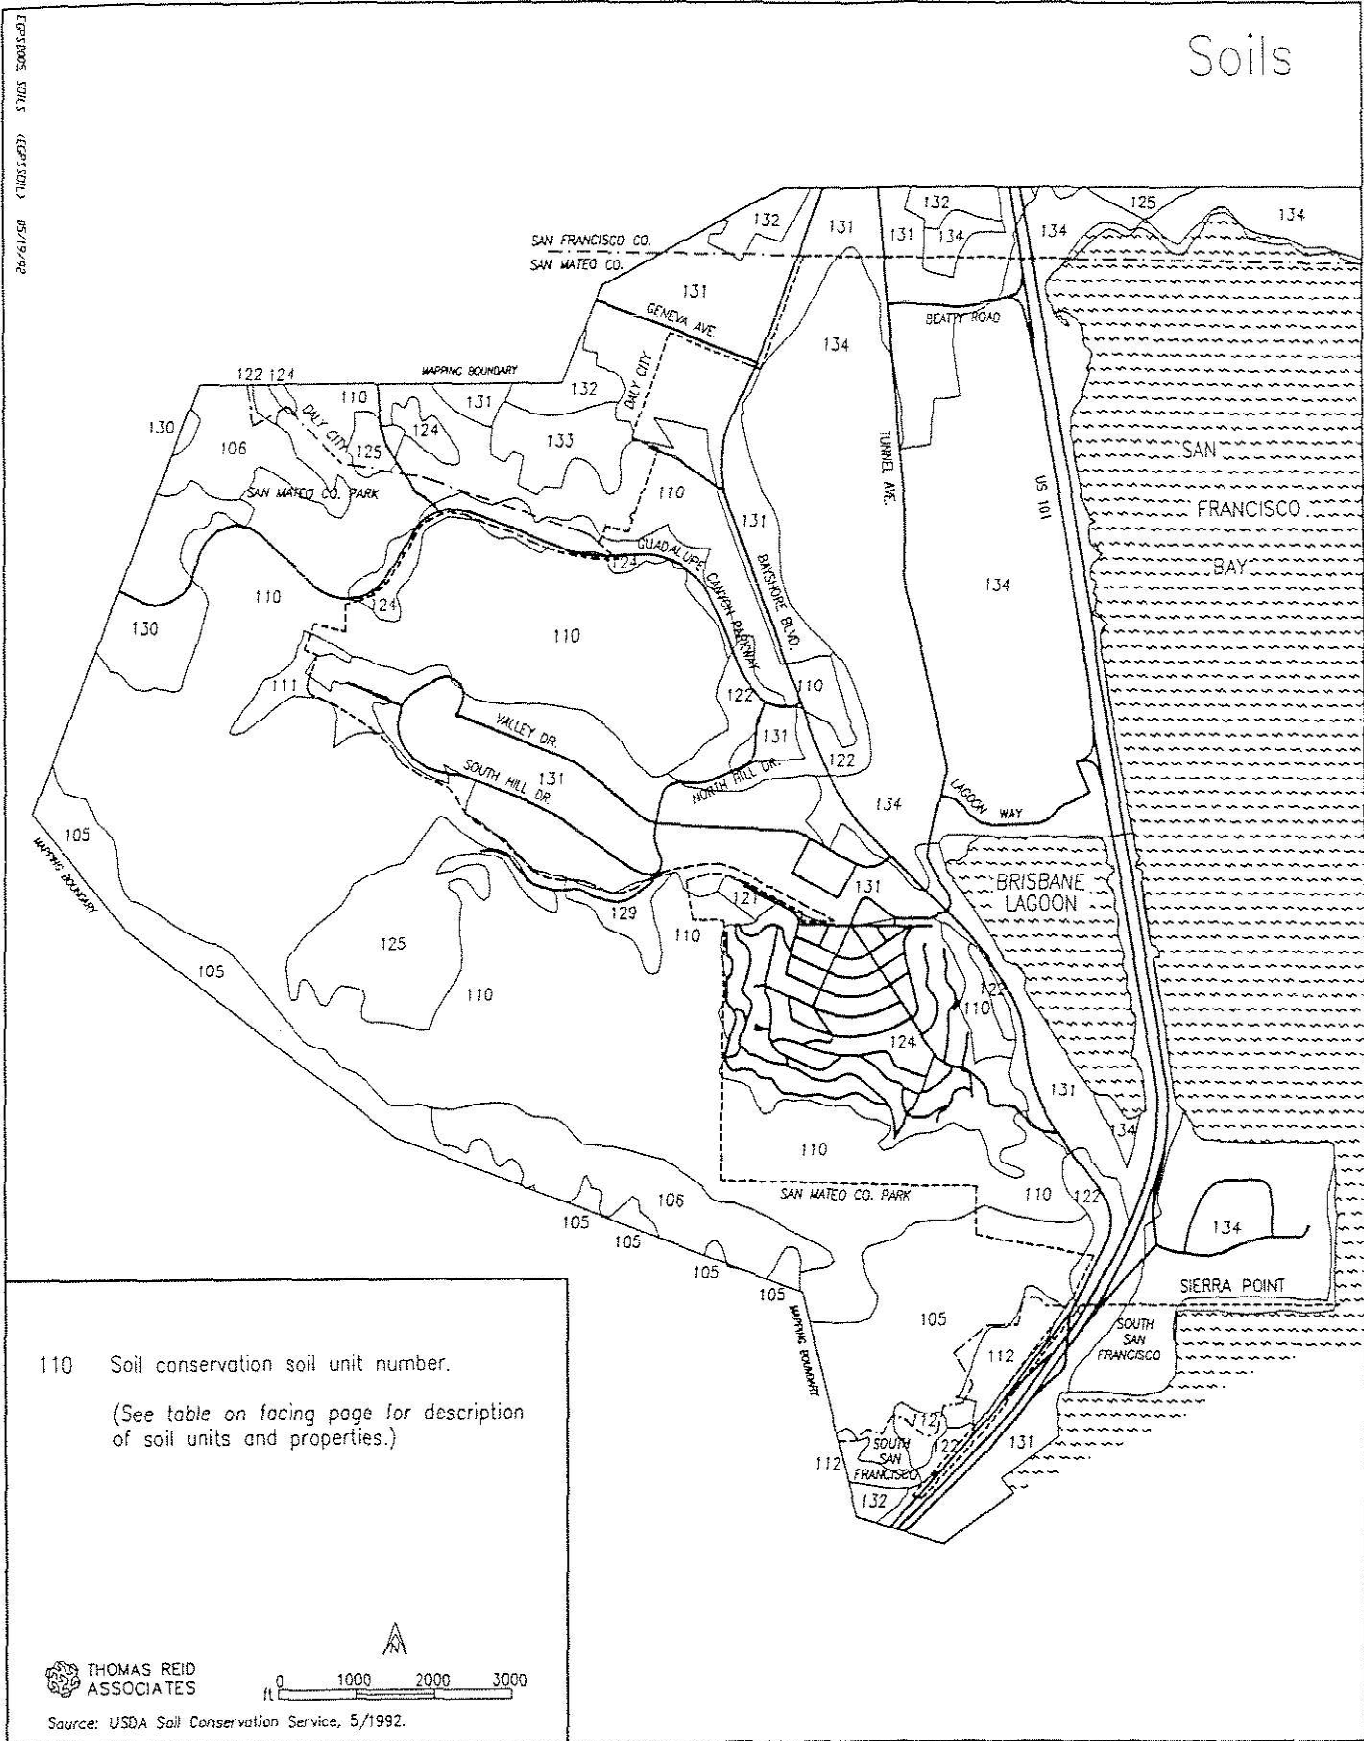 Soils
EGPS2005 SOILS (EGPSSOIL) 05/19/92
132
131
131
132
134
134
125
134
SAN FRANCISCO CO.
SAN MATEO CO.
131
GENEVA AVE
BEATTY ROAD
134
MAPPING BOUNDARY
122 124
110
131
132
DALY CITY
130
106
DALY CITY
125
124
133
TUNNEL AVE.
SAN
SAN MATEO CO. PARK
110
US 101
FRANCISCO
131
GUADALUPE CANYON PARKWAY
BAYSHORE BLVD.
BAY
124
134
110
124
130
110
111
122
110
VALLEY DR.
131
SOUTH HILL DR.
131
NORTH HILL DR.
122
134
LAGOON WAY
105
MAPPING BOUNDARY
131
BRISBANE
LAGOON
121
129
110
125
105
110
122
110
124
131
134
110
SAN MATEO CO. PARK
110
122
106
105
105
134
105
105
SIERRA POINT
MAPPING BOUNDARY
105
SOUTH
SAN
FRANCISCO
112
112
122
131
SOUTH
SAN
FRANCISCO
112
132
110 Soil conservation soil unit number.
(See table on facing page for description
of soil units and properties.)
THOMAS REID
ASSOCIATES
ft 0 1000 2000 3000
Source: USDA Soil Conservation Service, 5/1992.